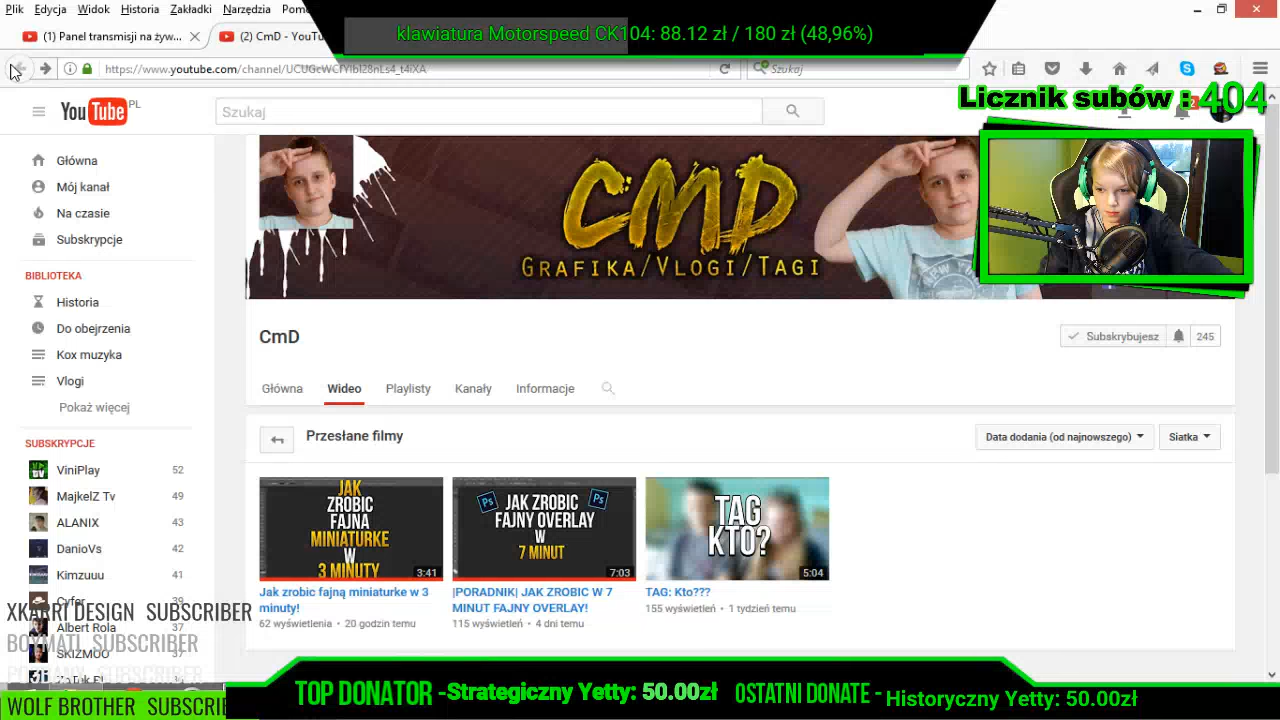 Plik Edycja Widok Historia Zakładki Narzędzia
klawiatura Motorspeed CK104: 88.12 zł / 180 zł (48,96%)
(1) Panel transmisji na żyw...
(2) CmD - YouTu
Szukaj
Licznik subów : 404
YouTube PL
Szukaj
Główna
Mój kanał
Na czasie
Subskrypcje
BIBLIOTEKA
Historia
Do obejrzenia
Kox muzyka
Vlogi
Pokaż więcej
SUBSKRYPCJE
ViniPlay 52
MajkelZ Tv 49
ALANIX 43
DanioVs 42
Kimzuuu 41
Albert Rola 37
SKIZMUO 37
CMD
GRAFIKA/VLOGI/TAGI
CmD
Subskrybujesz 245
Główna Wideo Playlisty Kanały Informacje
Przesłane filmy
Data dodania (od najnowszego) Siatka
JAK
ZROBIC
FAJNA
MINIATURKE
W
3 MINUTY
3:41
Jak zrobic fajną miniaturke w 3
minuty!
62 wyświetlenia • 20 godzin temu
Ps JAK ZROBIC Ps
FAJNY OVERLAY
W
7 MINUT
7:03
|PORADNIK| JAK ZROBIC W 7
MINUT FAJNY OVERLAY!
115 wyświetleń • 4 dni temu
TAG
KTO?
5:04
TAG: Kto???
155 wyświetleń • 1 tydzień temu
XKARRI DESIGN SUBSCRIBER
BOYMATI SUBSCRIBER
WOLF BROTHER SUBSCRIB
TOP DONATOR -Strategiczny Yetty: 50.00zł
OSTATNI DONATE - Historyczny Yetty: 50.00zł